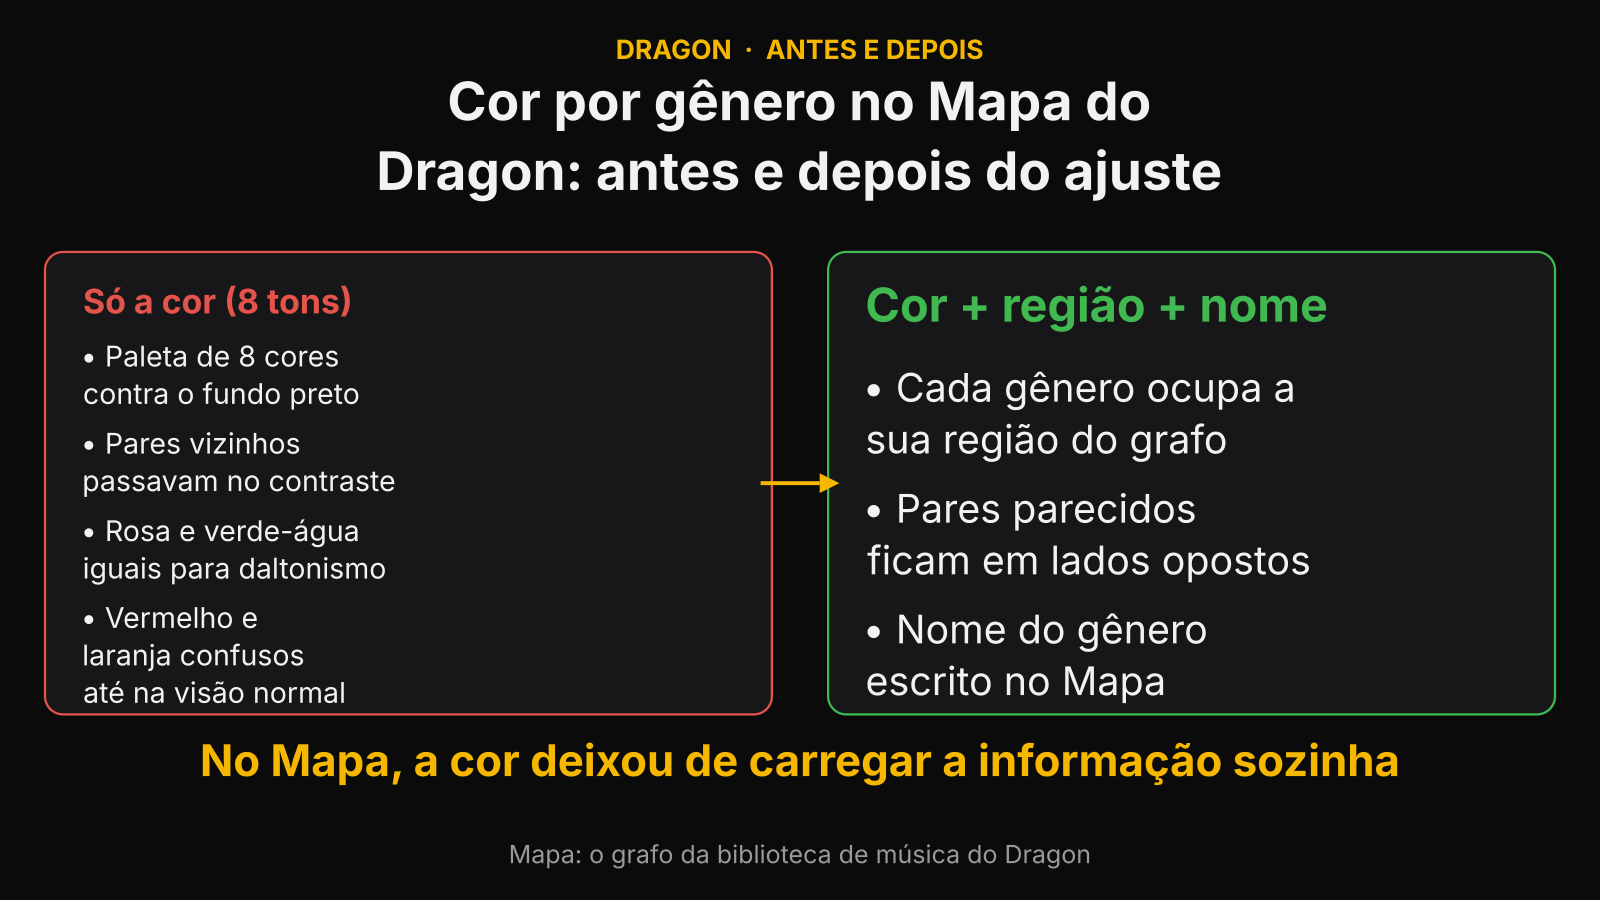 DRAGON · ANTES E DEPOIS
Cor por gênero no Mapa do
Dragon: antes e depois do ajuste
Só a cor (8 tons)
• Paleta de 8 cores
contra o fundo preto
• Pares vizinhos
passavam no contraste
• Rosa e verde-água
iguais para daltonismo
• Vermelho e
laranja confusos
até na visão normal
Cor + região + nome
• Cada gênero ocupa a
sua região do grafo
• Pares parecidos
ficam em lados opostos
• Nome do gênero
escrito no Mapa
No Mapa, a cor deixou de carregar a informação sozinha
Mapa: o grafo da biblioteca de música do Dragon